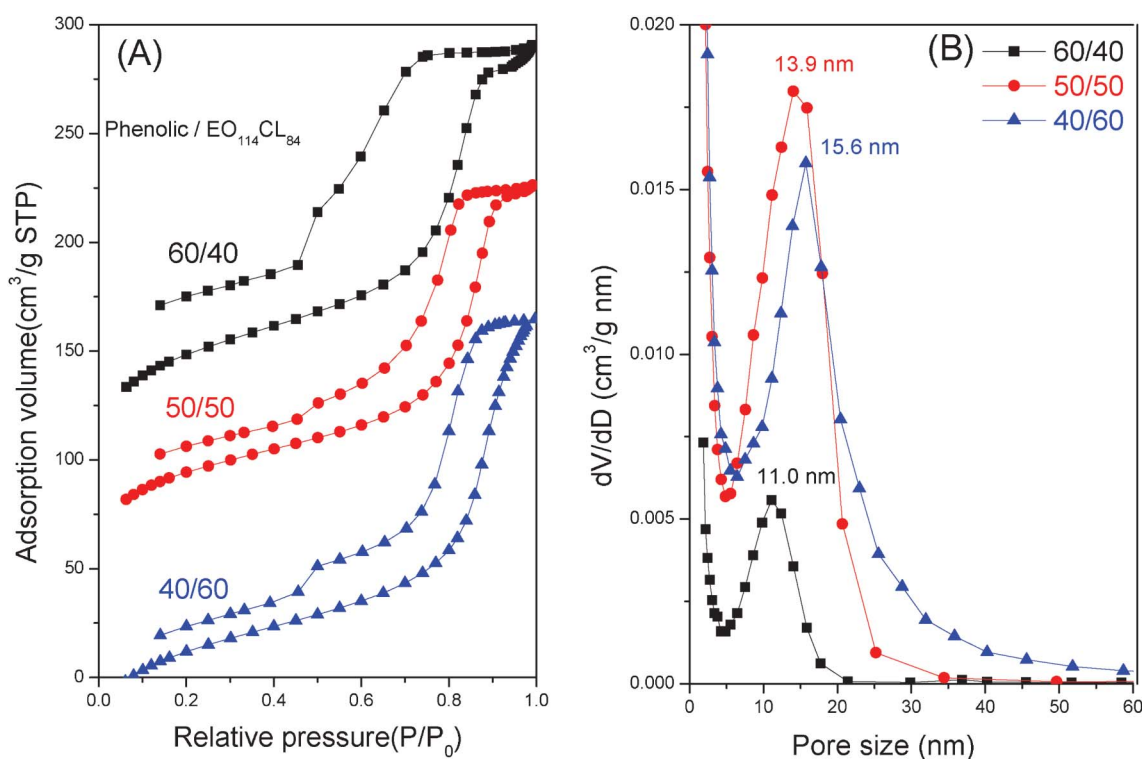 (A)
Phenolic / EO₁₁₄CL₈₄
60/40
50/50
40/60
300
250
200
150
100
50
0
0.0 0.2 0.4 0.6 0.8 1.0
Adsorption volume(cm³/g STP)
Relative pressure(P/P₀)
(B)
60/40
50/50
40/60
13.9 nm
15.6 nm
11.0 nm
0.020
0.015
0.010
0.005
0.000
0 10 20 30 40 50 60
dV/dD (cm³/g nm)
Pore size (nm)